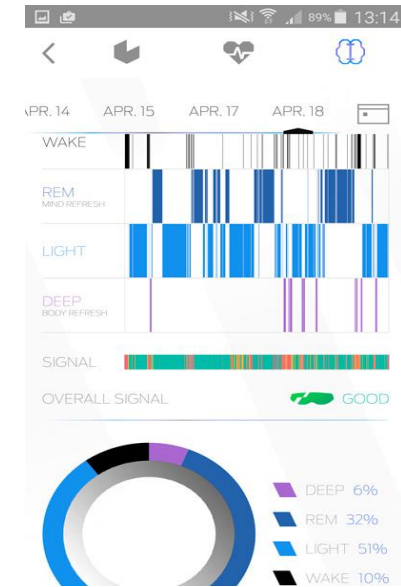 89% 13:14
APR. 14 APR. 15 APR. 17 APR. 18
WAKE
REM
MIND REFRESH
LIGHT
DEEP
BODY REFRESH
SIGNAL
OVERALL SIGNAL GOOD
DEEP 6%
REM 32%
LIGHT 51%
WAKE 10%